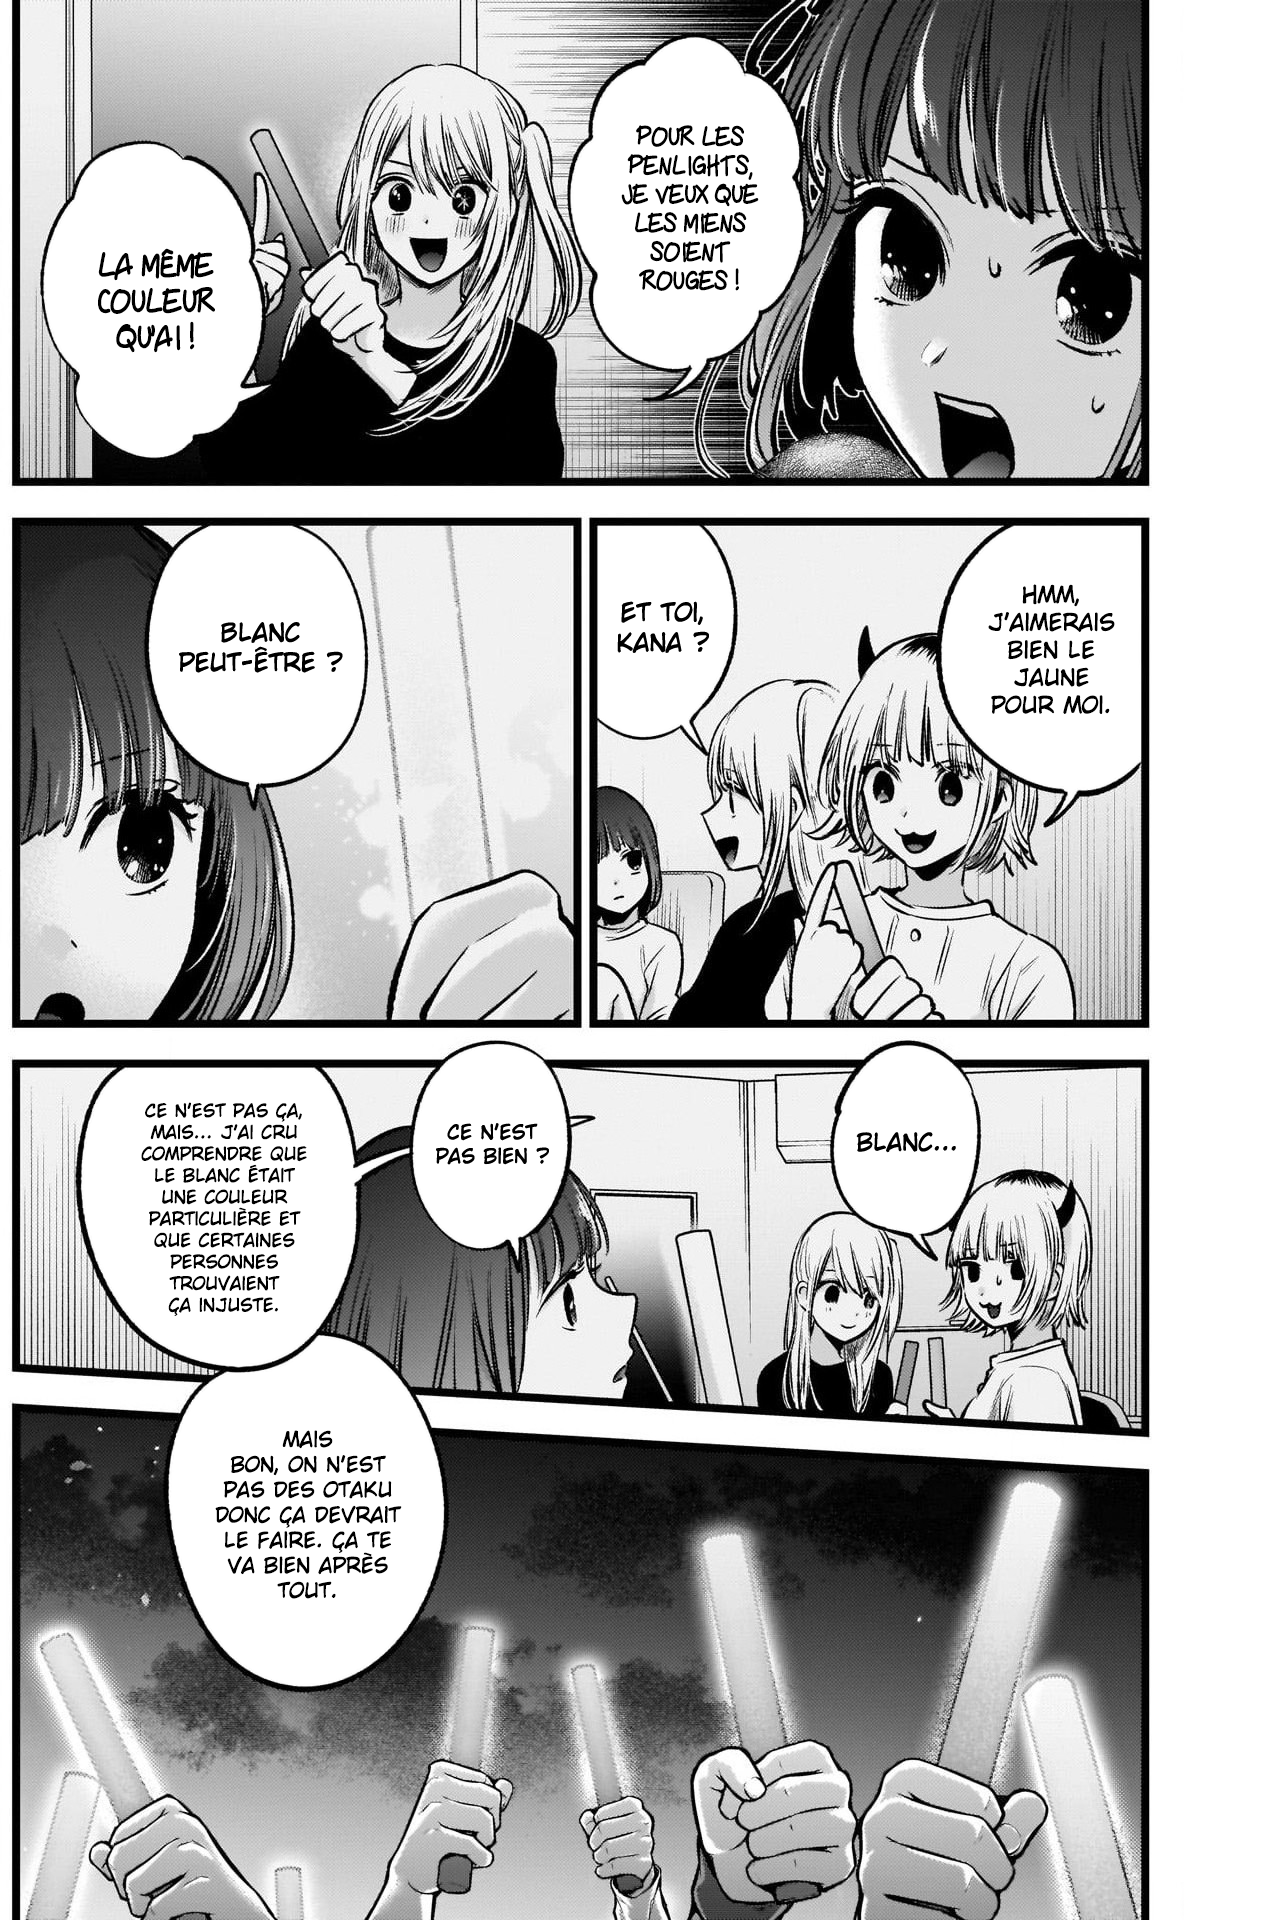 POUR LES
PENLIGHTS,
JE VEUX QUE
LES MIENS
SOIENT
ROUGES !
LA MÊME
COULEUR
QU'AI !
HMM,
J'AIMERAIS
BIEN LE
JAUNE
POUR MOI.
ET TOI,
KANA ?
BLANC
PEUT-ÊTRE ?
BLANC...
CE N'EST
PAS BIEN ?
CE N'EST PAS ÇA,
MAIS... J'AI CRU
COMPRENDRE QUE
LE BLANC ÉTAIT
UNE COULEUR
PARTICULIÈRE ET
QUE CERTAINES
PERSONNES
TROUVAIENT
ÇA INJUSTE.
MAIS
BON, ON N'EST
PAS DES OTAKU
DONC ÇA DEVRAIT
LE FAIRE. ÇA TE
VA BIEN APRÈS
TOUT.